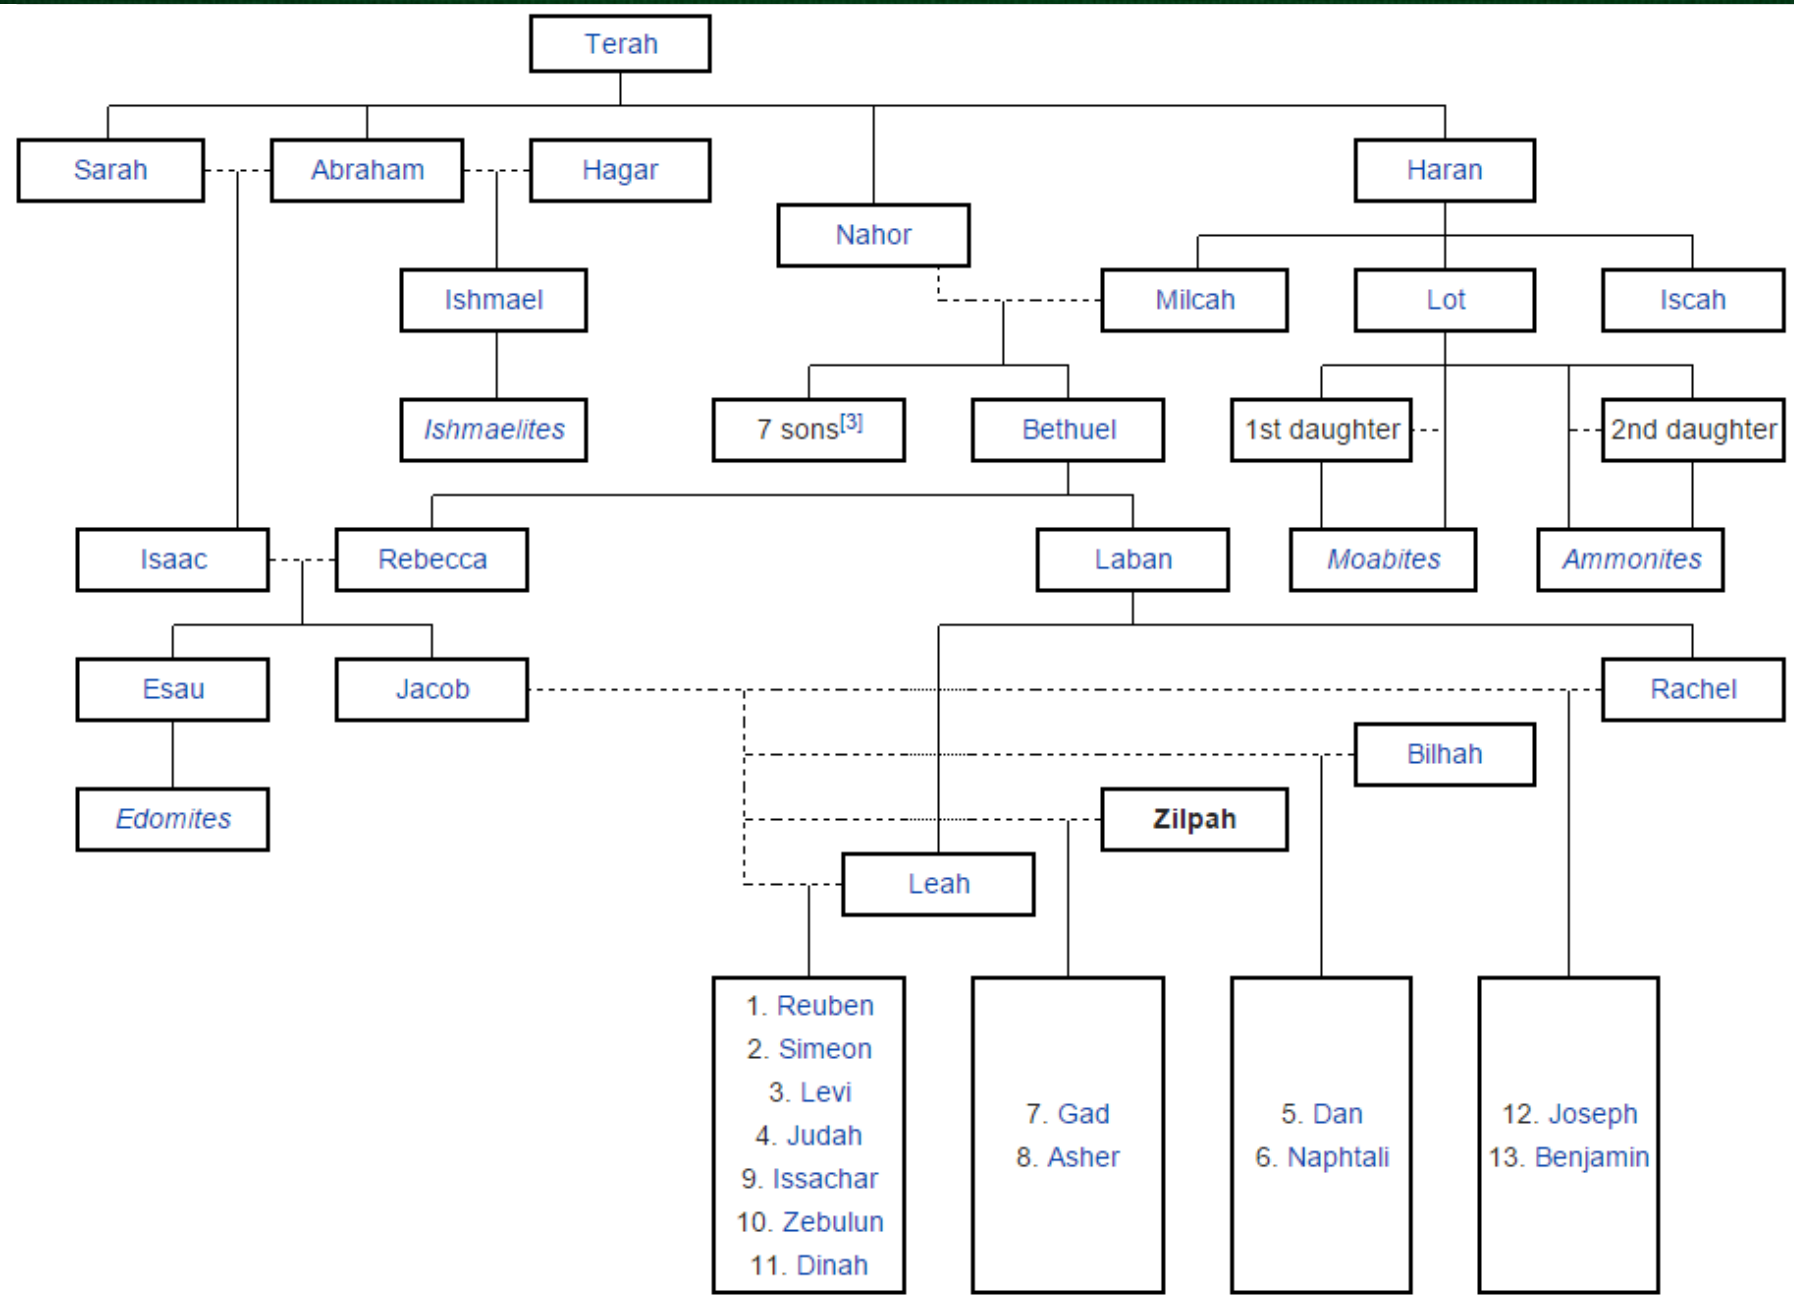 Terah
Sarah
Abraham
Hagar
Haran
Nahor
Ishmael
Milcah
Lot
Iscah
Ishmaelites
7 sons[3]
Bethuel
1st daughter
2nd daughter
Isaac
Rebecca
Laban
Moabites
Ammonites
Esau
Jacob
Rachel
Bilhah
Edomites
Zilpah
Leah
1. Reuben
2. Simeon
3. Levi
4. Judah
9. Issachar
10. Zebulun
11. Dinah
7. Gad
8. Asher
5. Dan
6. Naphtali
12. Joseph
13. Benjamin